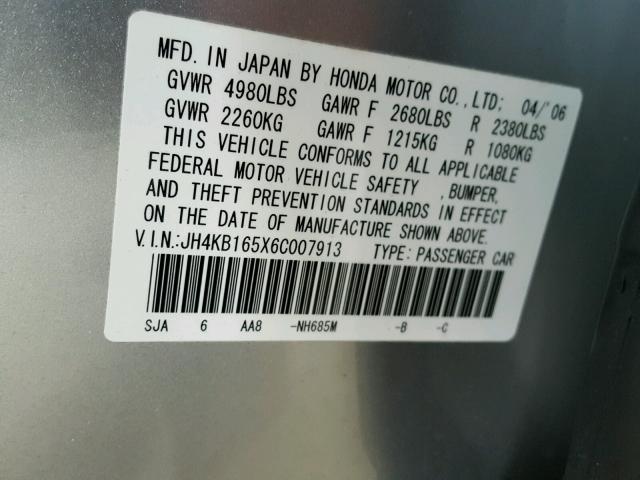 MFD. IN JAPAN BY HONDA MOTOR CO., LTD: 04/'06
GVWR 4980LBS GAWR F 2680LBS R 2380LBS
GVWR 2260KG GAWR F 1215KG R 1080KG
THIS VEHICLE CONFORMS TO ALL APPLICABLE
FEDERAL MOTOR VEHICLE SAFETY , BUMPER,
AND THEFT PREVENTION STANDARDS IN EFFECT
ON THE DATE OF MANUFACTURE SHOWN ABOVE.
V.I.N.:JH4KB165X6C007913 TYPE: PASSENGER CAR
SJA 6 AA8 -NH685M -B -C